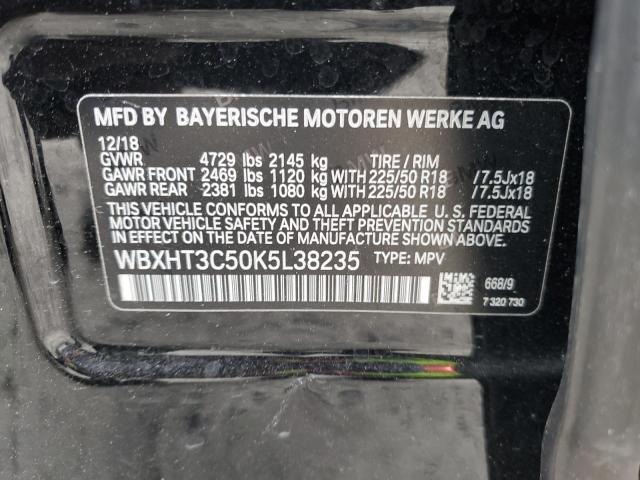 MFD BY BAYERISCHE MOTOREN WERKE AG
12/18
GVWR 4729 lbs 2145 kg TIRE / RIM
GAWR FRONT 2469 lbs 1120 kg WITH 225/50 R18 /7.5Jx18
GAWR REAR 2381 lbs 1080 kg WITH 225/50 R18 /7.5Jx18
THIS VEHICLE CONFORMS TO ALL APPLICABLE U. S. FEDERAL
MOTOR VEHICLE SAFETY AND THEFT PREVENTION STANDARDS
IN EFFECT ON THE DATE OF MANUFACTURE SHOWN ABOVE.
WBXHT3C50K5L38235 TYPE: MPV
668/9
7 320 730